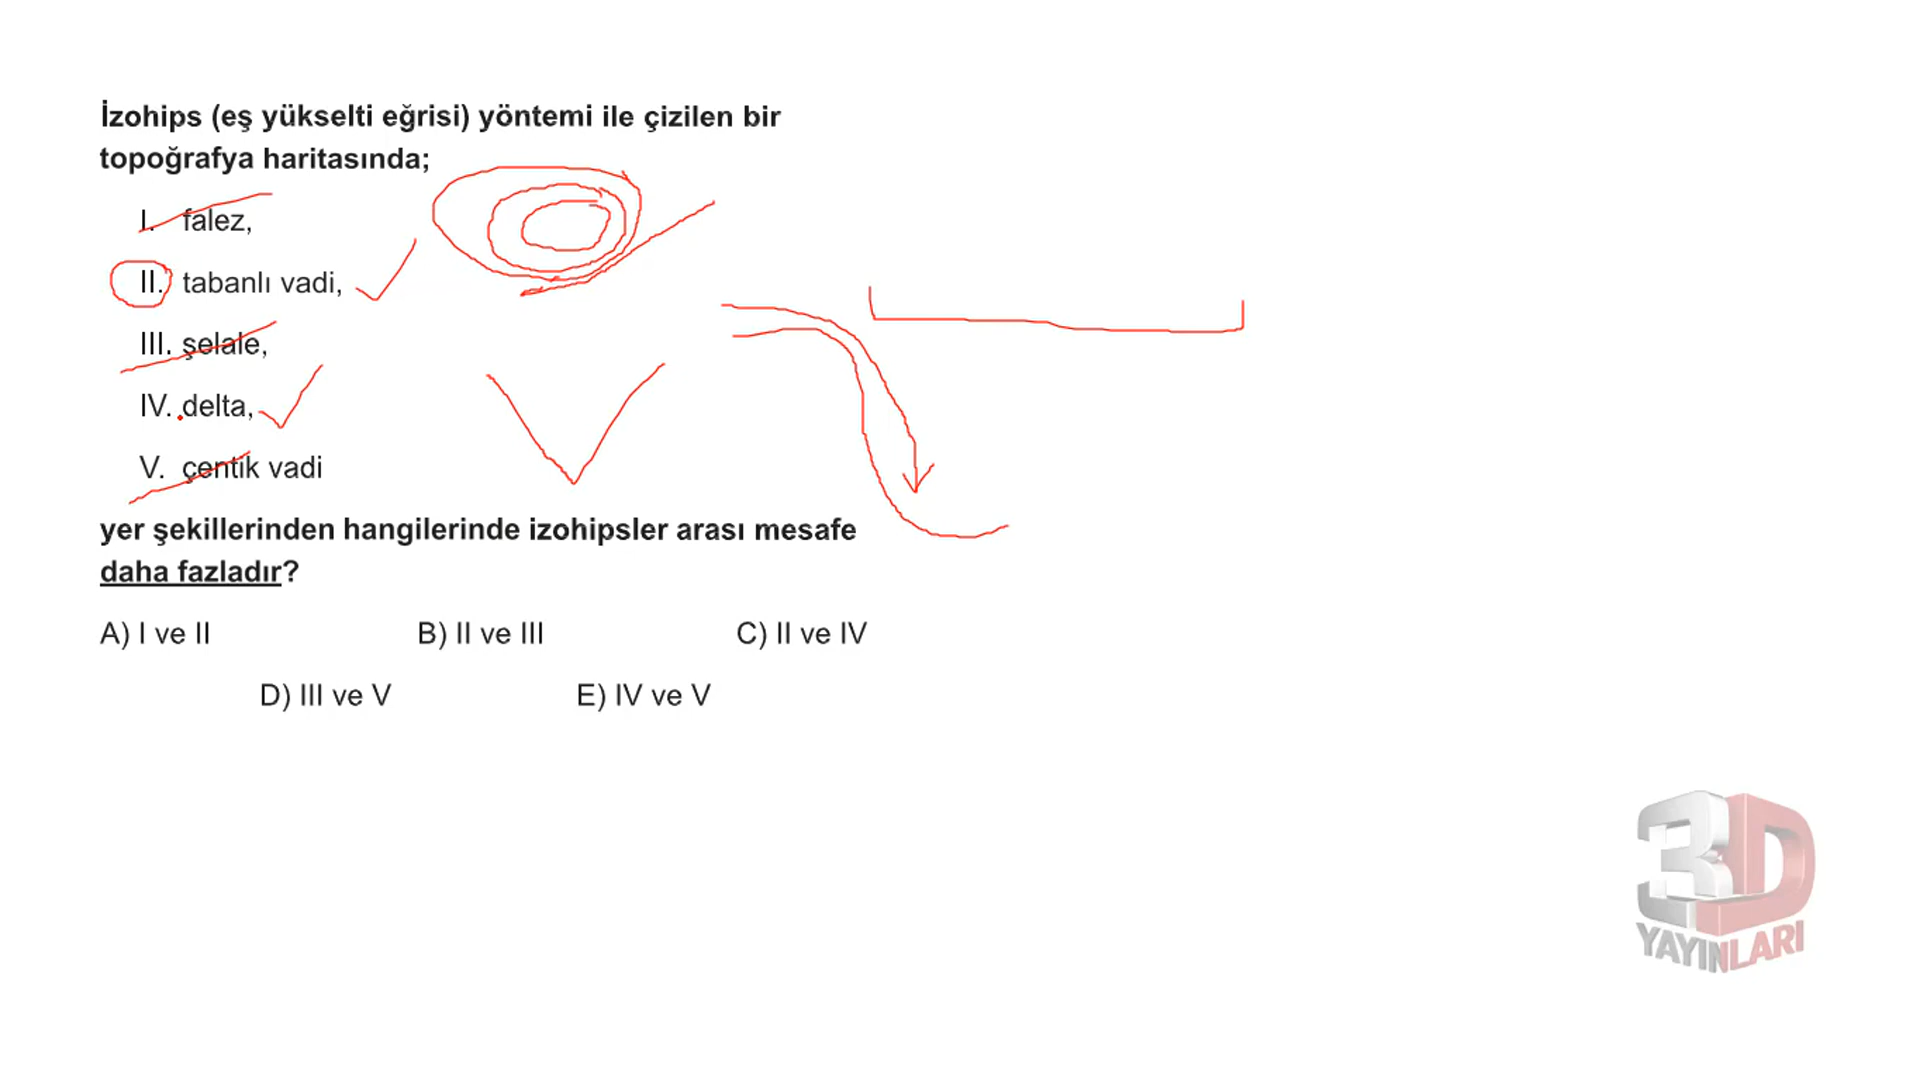 İzohips (eş yükselti eğrisi) yöntemi ile çizilen bir
topoğrafya haritasında;
I. falez,
II. tabanlı vadi,
III. şelale,
IV. delta,
V. çentik vadi
yer şekillerinden hangilerinde izohipsler arası mesafe
daha fazladır?
A) I ve II B) II ve III C) II ve IV
D) III ve V E) IV ve V
3D
YAYINLARI